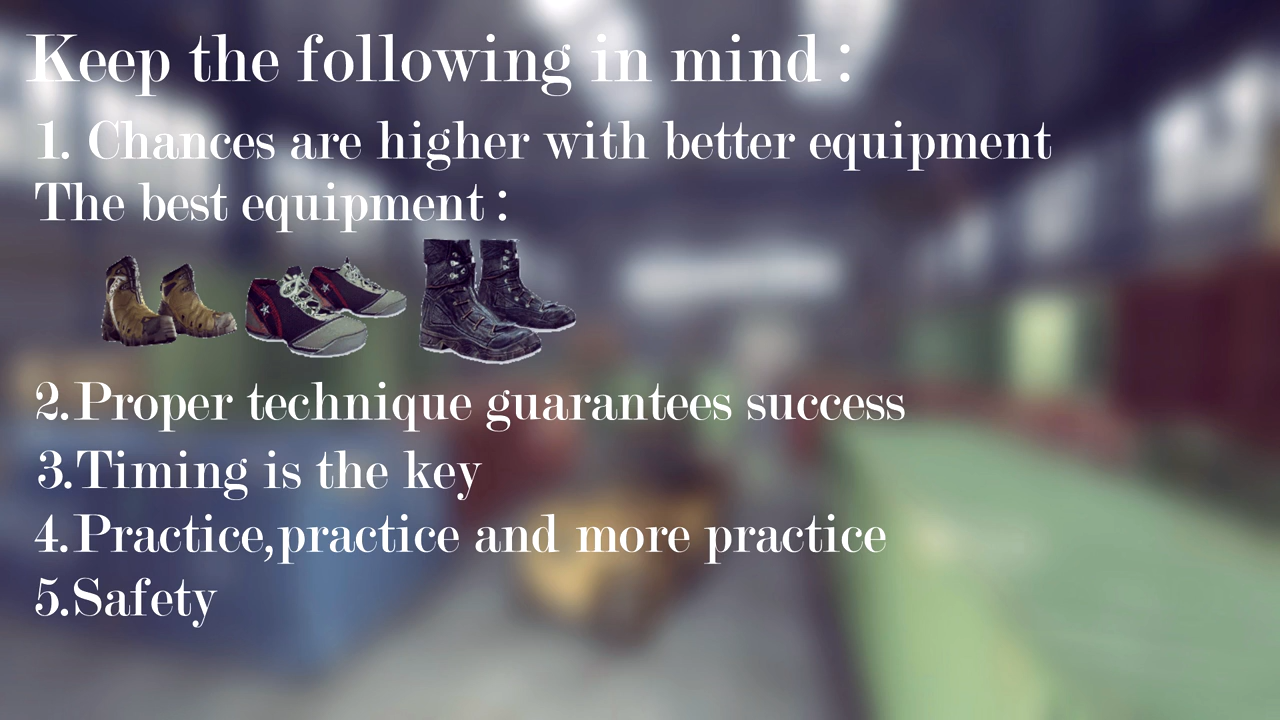 Keep the following in mind :
1. Chances are higher with better equipment
The best equipment :
2.Proper technique guarantees success
3.Timing is the key
4.Practice,practice and more practice
5.Safety